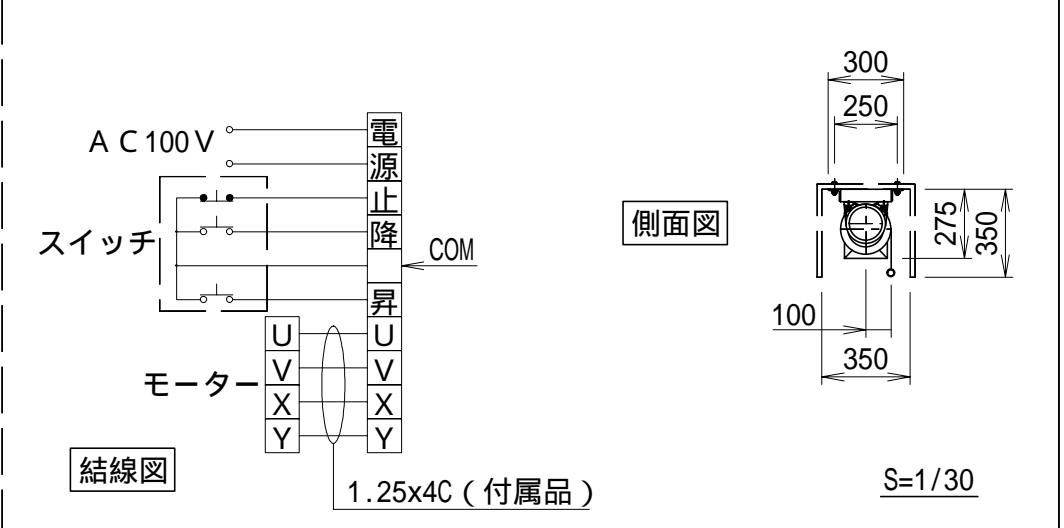 AC100V
電
源
止
降
昇
スイッチ
COM
U U
V V
X X
Y Y
モーター
結線図
1.25x4C(付属品)
側面図
300
250
275
350
100
350
S=1/30